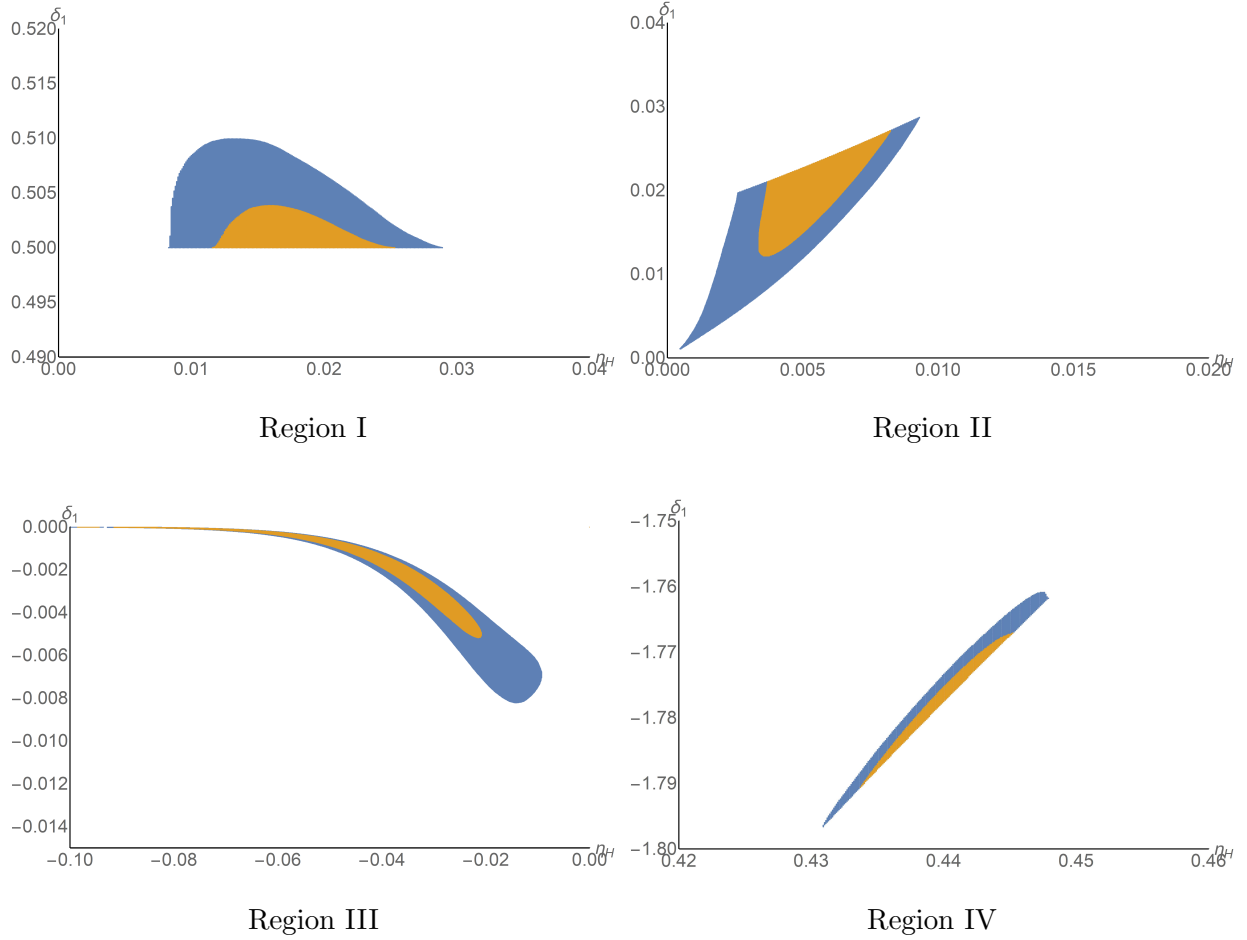 δ1
0.520
0.515
0.510
0.505
0.500
0.495
0.490
0.00 0.01 0.02 0.03 0.04 ηH
Region I
δ1
0.04
0.03
0.02
0.01
0.00
0.000 0.005 0.010 0.015 0.020 ηH
Region II
δ1
0.000
−0.002
−0.004
−0.006
−0.008
−0.010
−0.012
−0.014
−0.10 −0.08 −0.06 −0.04 −0.02 0.00 ηH
Region III
δ1
−1.75
−1.76
−1.77
−1.78
−1.79
−1.80
0.42 0.43 0.44 0.45 0.46 ηH
Region IV